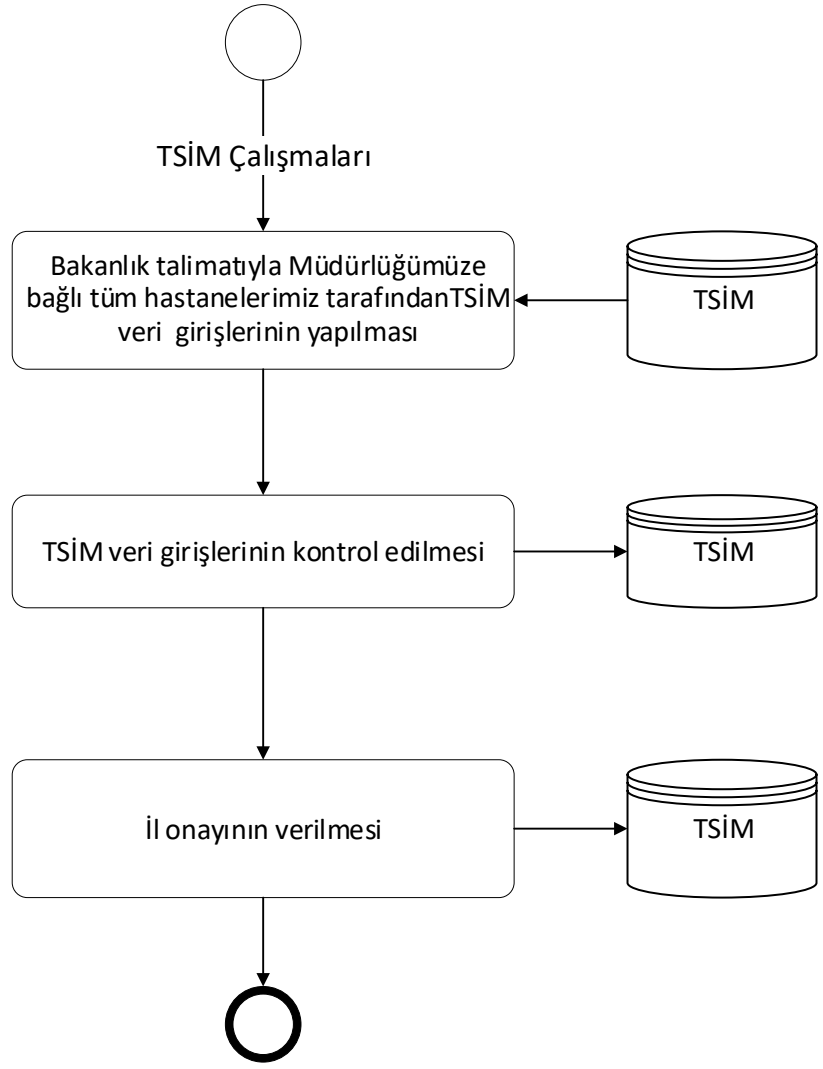 TSİM Çalışmaları
Bakanlık talimatıyla Müdürlüğümüze
bağlı tüm hastanelerimiz tarafındanTSİM
veri girişlerinin yapılması
TSİM
TSİM veri girişlerinin kontrol edilmesi
TSİM
İl onayının verilmesi
TSİM